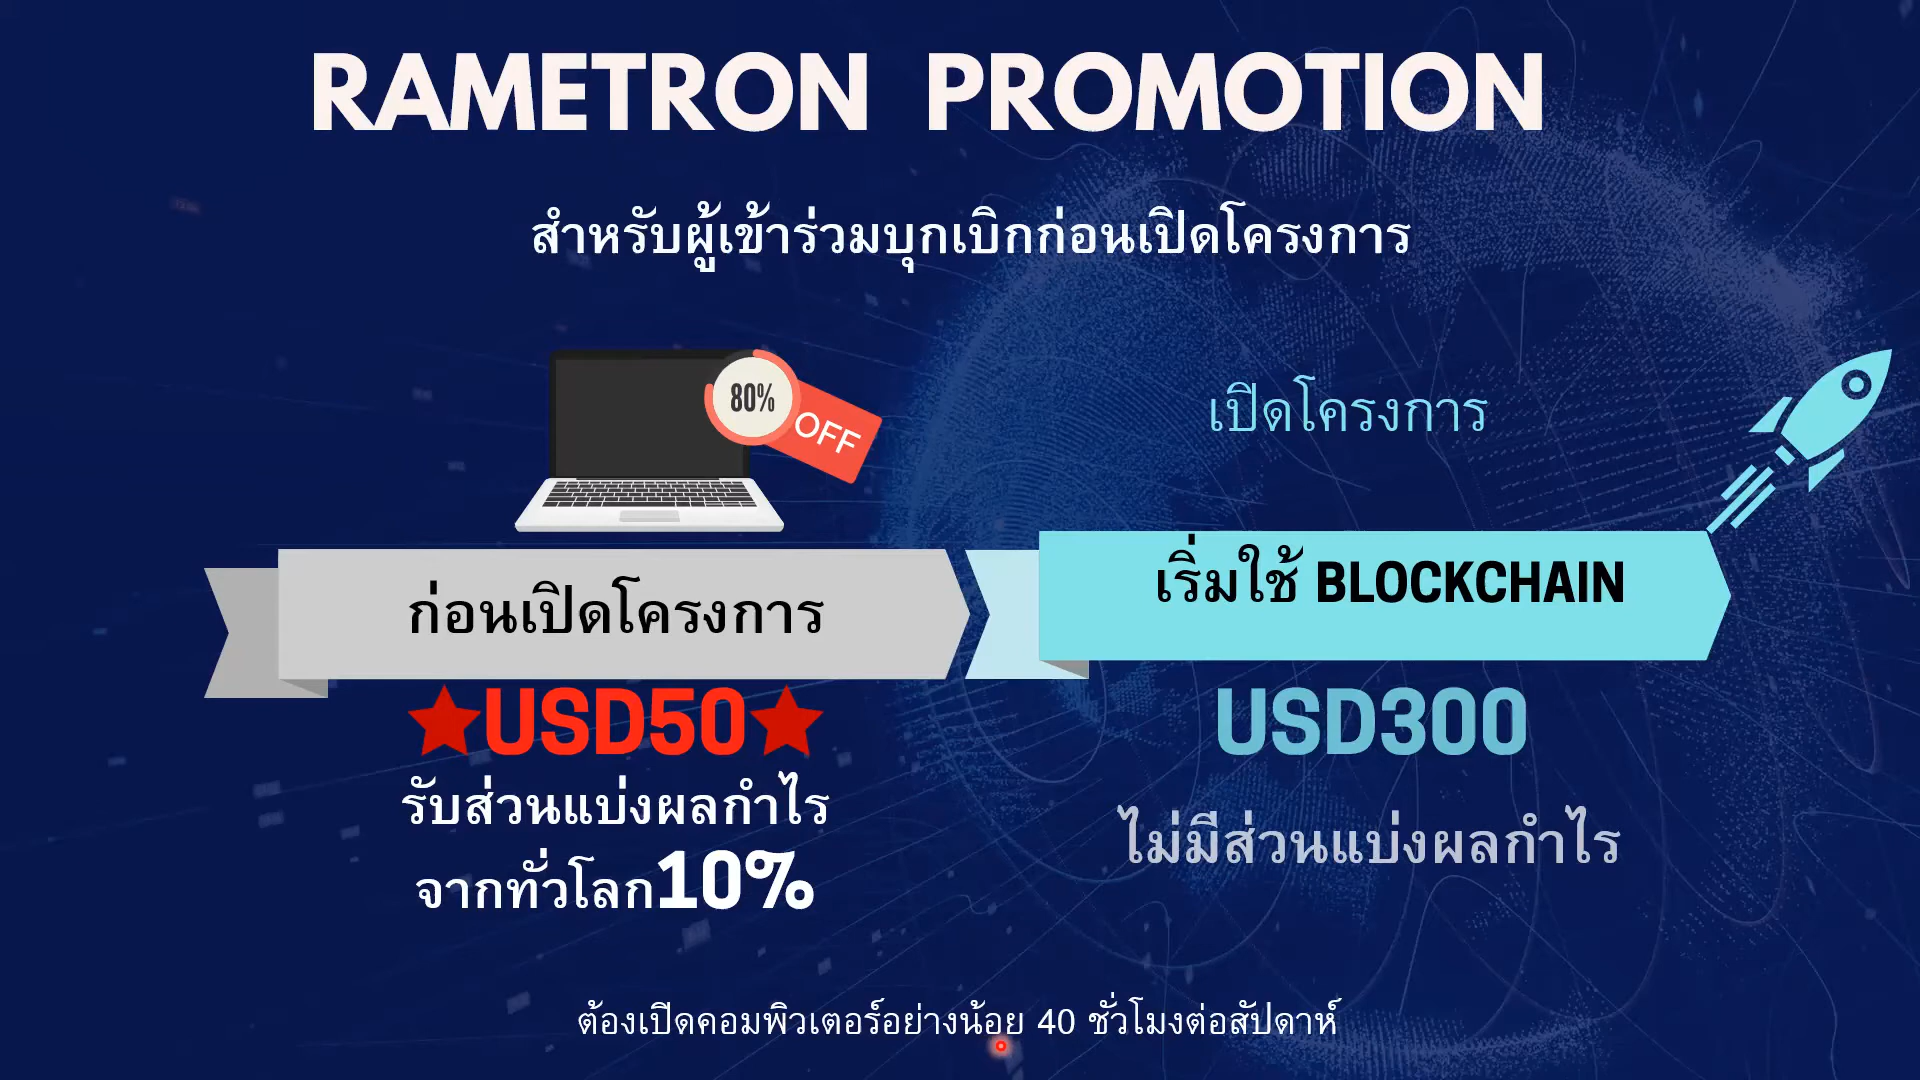 RAMETRON PROMOTION
สำหรับผู้เข้าร่วมบุกเบิกก่อนเปิดโครงการ
80%
OFF
ก่อนเปิดโครงการ
★USD50★
รับส่วนแบ่งผลกำไร
จากทั่วโลก10%
เปิดโครงการ
เริ่มใช้ BLOCKCHAIN
USD300
ไม่มีส่วนแบ่งผลกำไร
ต้องเปิดคอมพิวเตอร์อย่างน้อย 40 ชั่วโมงต่อสัปดาห์